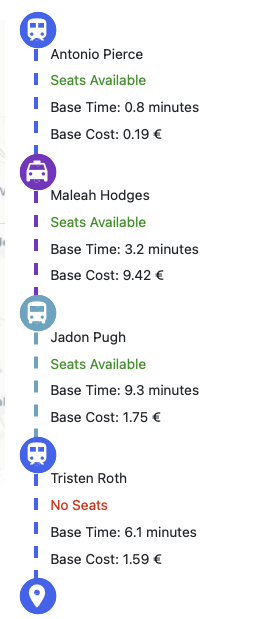 Antonio Pierce
Seats Available
Base Time: 0.8 minutes
Base Cost: 0.19 €
Maleah Hodges
Seats Available
Base Time: 3.2 minutes
Base Cost: 9.42 €
Jadon Pugh
Seats Available
Base Time: 9.3 minutes
Base Cost: 1.75 €
Tristen Roth
No Seats
Base Time: 6.1 minutes
Base Cost: 1.59 €